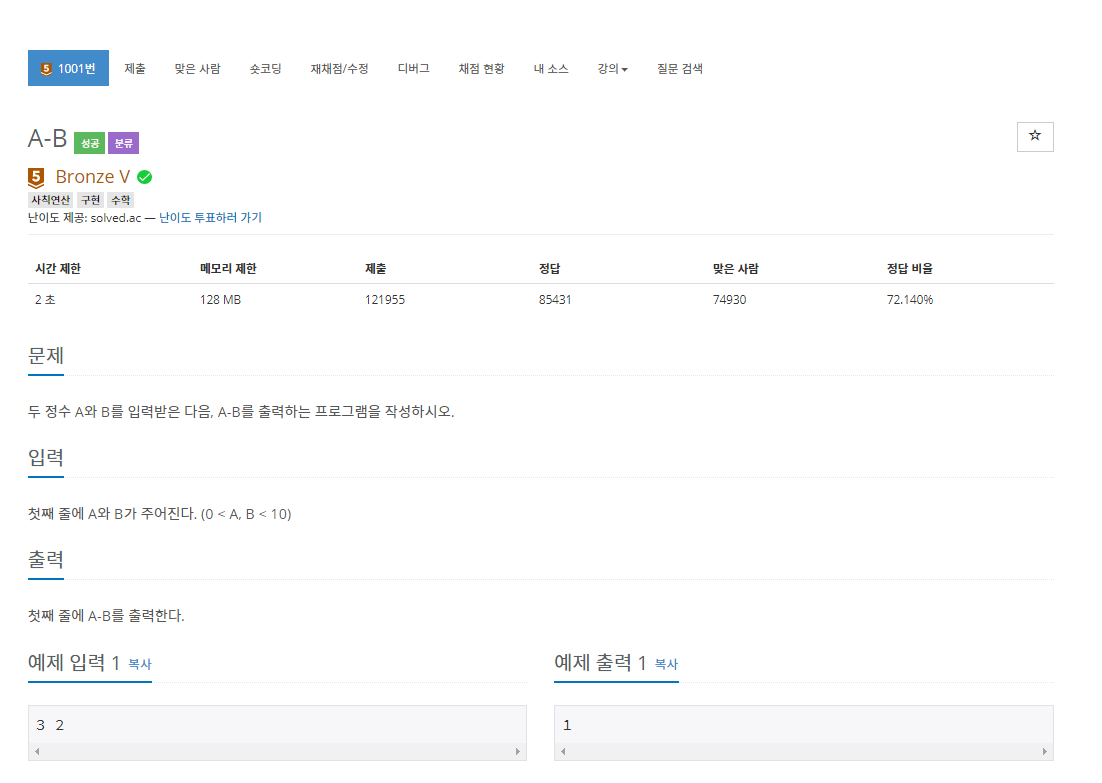 5 1001번 제출 맞은 사람 숏코딩 재채점/수정 디버그 채점 현황 내 소스 강의 질문 검색
A-B 성공 분류
5 Bronze V
사칙연산 구현 수학
난이도 제공: solved.ac — 난이도 투표하러 가기
시간 제한 메모리 제한 제출 정답 맞은 사람 정답 비율
2 초 128 MB 121955 85431 74930 72.140%
문제
두 정수 A와 B를 입력받은 다음, A-B를 출력하는 프로그램을 작성하시오.
입력
첫째 줄에 A와 B가 주어진다. (0 < A, B < 10)
출력
첫째 줄에 A-B를 출력한다.
예제 입력 1 복사 예제 출력 1 복사
3 2 1